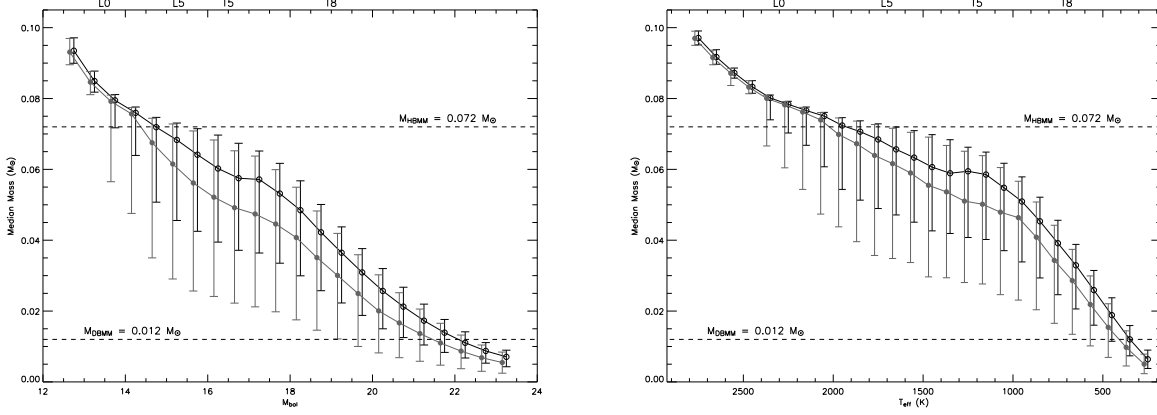 L0 L5 T5 T8
0.10
0.08
0.06
0.04
0.02
0.00
Median Mass (M⊙)
M_HBMM = 0.072 M⊙
M_DBMM = 0.012 M⊙
12 14 16 18 20 22 24
M_bol
L0 L5 T5 T8
0.10
0.08
0.06
0.04
0.02
0.00
Median Mass (M⊙)
M_HBMM = 0.072 M⊙
M_DBMM = 0.012 M⊙
2500 2000 1500 1000 500
T_eff (K)